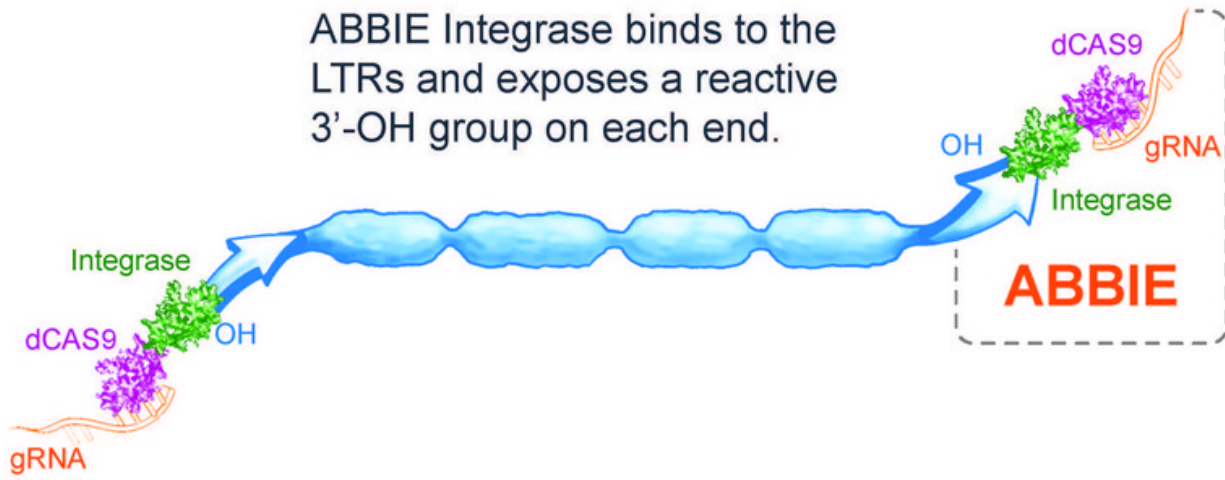 ABBIE Integrase binds to the
LTRs and exposes a reactive
3'-OH group on each end.
dCAS9
OH
gRNA
Integrase
ABBIE
Integrase
OH
dCAS9
gRNA